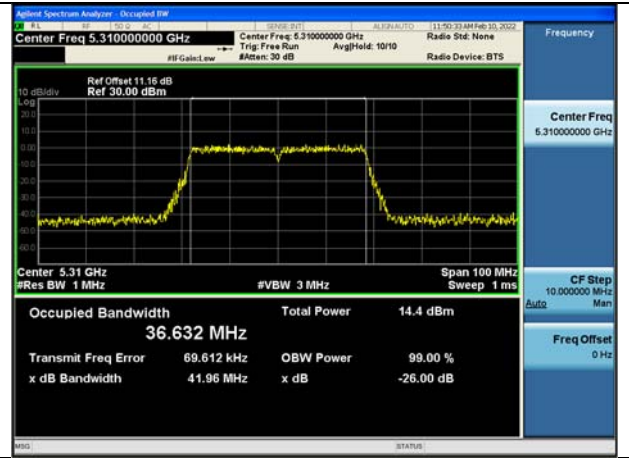 Agilent Spectrum Analyzer - Occupied BW
RL RF 50 Ω AC SENSE:INT ALIGNAUTO 11:50:33 AM Feb 10, 2022
Center Freq 5.310000000 GHz
Center Freq: 5.310000000 GHz
Radio Std: None
Trig: Free Run Avg|Hold: 10/10
#IFGain:Low #Atten: 30 dB Radio Device: BTS
Ref Offset 11.16 dB
10 dB/div Ref 30.00 dBm
Log
20.0
10.0
0.00
-10.0
-20.0
-30.0
-40.0
-50.0
-60.0
Center 5.31 GHz Span 100 MHz
#Res BW 1 MHz #VBW 3 MHz Sweep 1 ms
Occupied Bandwidth Total Power 14.4 dBm
36.632 MHz
Transmit Freq Error 69.612 kHz OBW Power 99.00 %
x dB Bandwidth 41.96 MHz x dB -26.00 dB
MSG STATUS
Frequency
Center Freq
5.310000000 GHz
CF Step
10.000000 MHz
Auto Man
Freq Offset
0 Hz